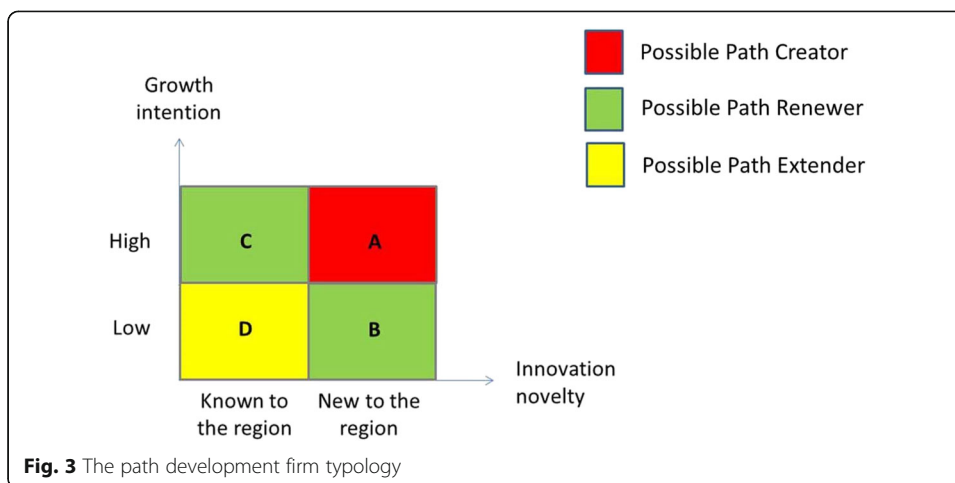 Growth
intention
High
Low
C
A
D
B
Known to
the region
New to the
region
Innovation
novelty
Possible Path Creator
Possible Path Renewer
Possible Path Extender
Fig. 3 The path development firm typology